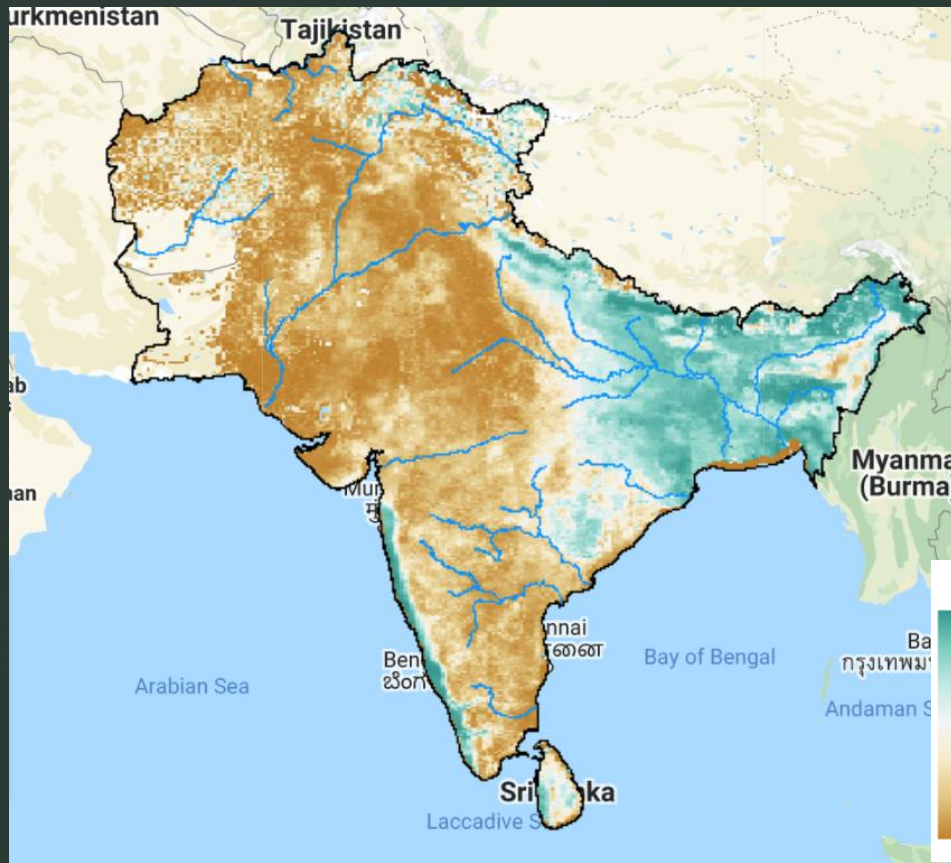 urkmenistan
Tajikistan
ab
an
Myanma
(Burma
Mu
nnai
னை
Ben
ಬೆಂಗ
Bay of Bengal
Ba
กรุงเทพม
Arabian Sea
Andaman S
Sri
ka
Laccadive S